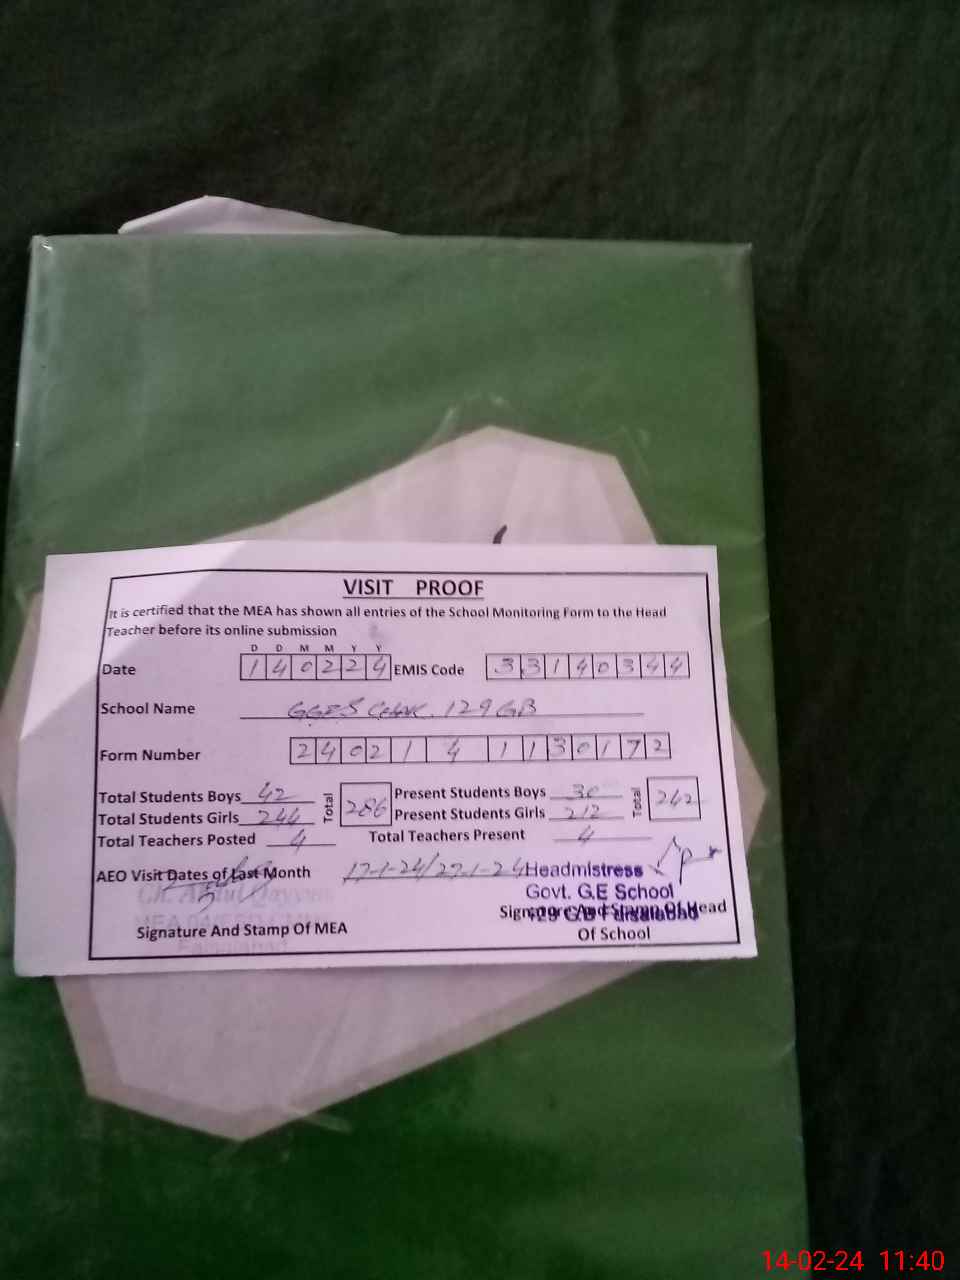 VISIT PROOF
It is certified that the MEA has shown all entries of the School Monitoring Form to the Head
Teacher before its online submission
D D M M Y Y
Date 1 4 0 2 2 4 EMIS Code 3 3 1 4 0 3 4 4
School Name GGES Chak 129 GB
Form Number 2 4 0 2 1 4 1 1 3 0 1 7 2
Total Students Boys 42 Total 286 Present Students Boys 30 Total 242
Total Students Girls 244 Present Students Girls 212
Total Teachers Posted 4 Total Teachers Present 4
AEO Visit Dates of Last Month 17-1-24/27-1-24
Headmistress
Govt. G.E School
129 G.B Faisalabad
Signature And Stamp Of MEA
Signature And Stamp Of Head
Of School
14-02-24 11:40